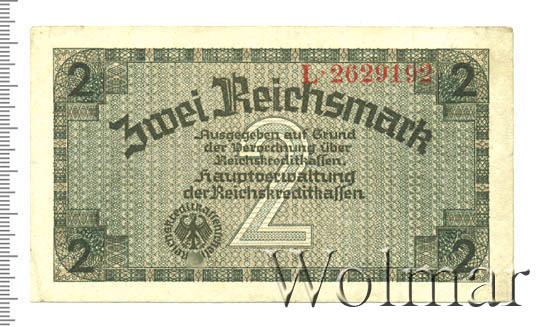 2
L·2629192
2
Zwei Reichsmark
Ausgegeben auf Grund
der Verordnung über
Reichskreditkassen.
Hauptverwaltung
der Reichskreditkassen
2
Reichskreditkassen
2
2
Wolmar